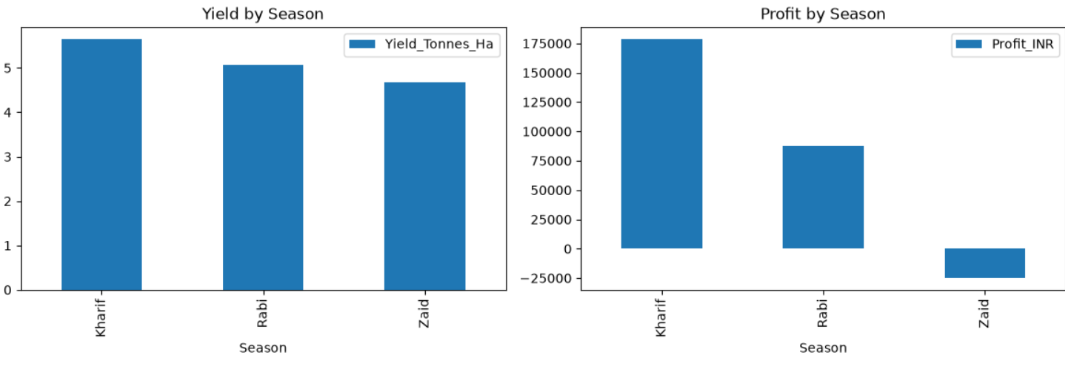 Yield by Season
Yield_Tonnes_Ha
5
4
3
2
1
0
Kharif
Rabi
Zaid
Season
Profit by Season
Profit_INR
175000
150000
125000
100000
75000
50000
25000
0
−25000
Kharif
Rabi
Zaid
Season